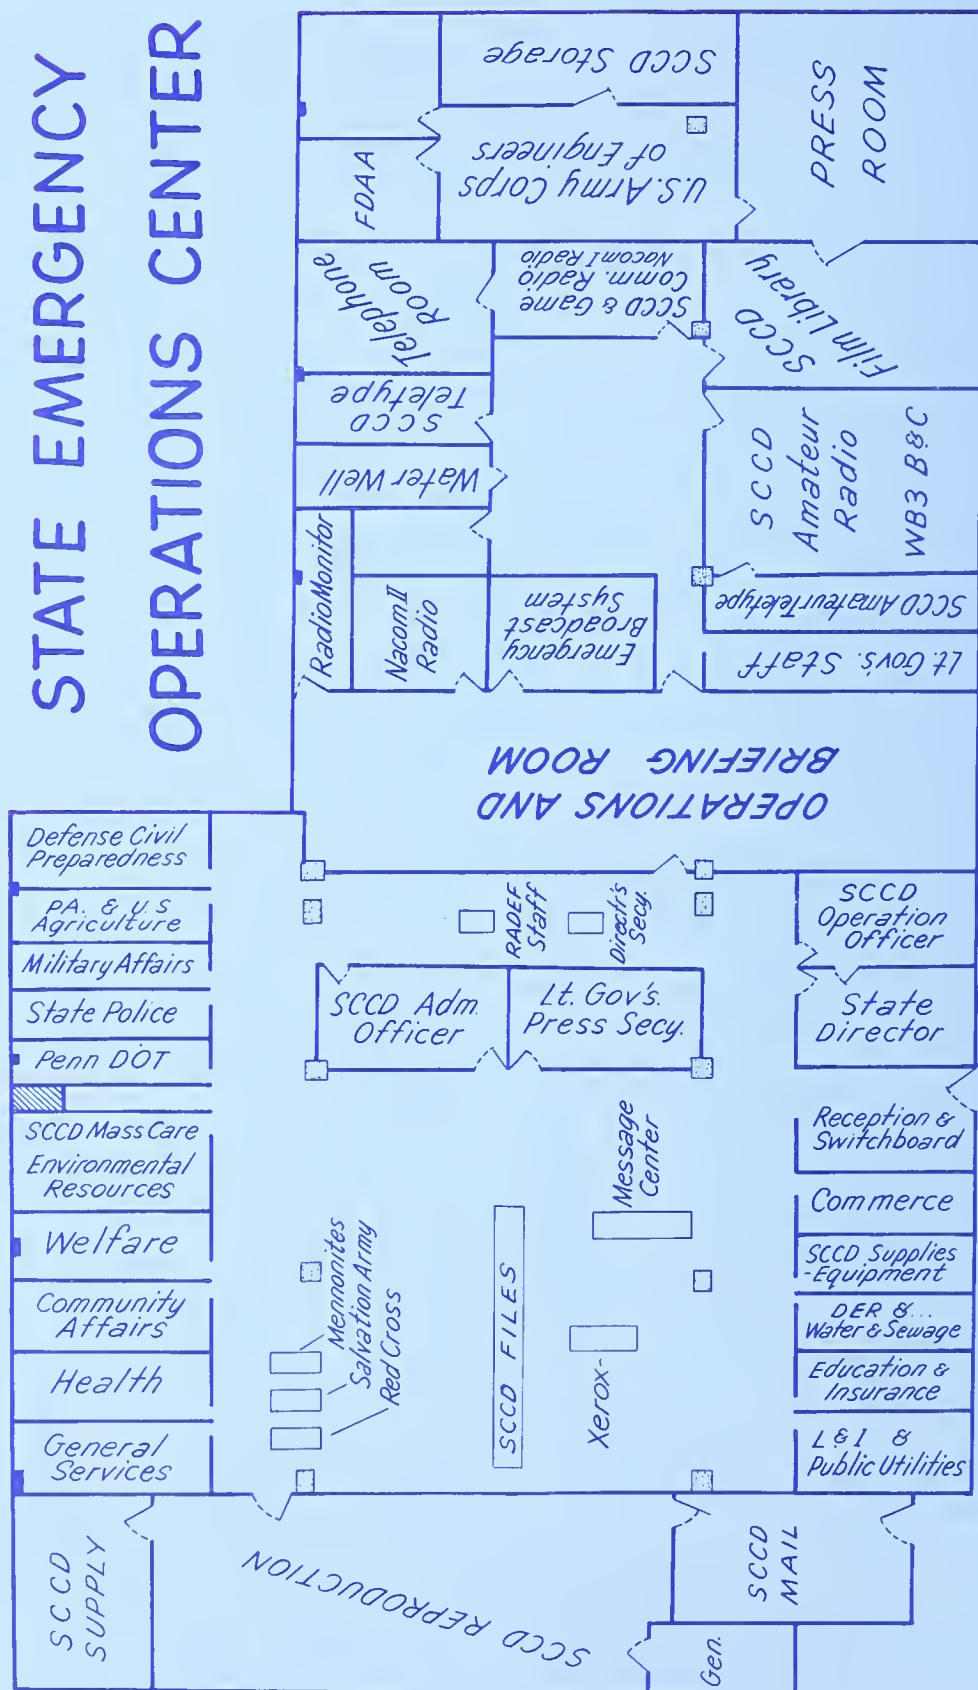 STATE EMERGENCY
OPERATIONS CENTER
SCCD Storage
U.S. Army Corps
of Engineers
PRESS
ROOM
FDAA
Telephone
Room
SCCD & Game
Comm. Radio
Nacom I Radio
SCCD
Film Library
SCCD
Teletype
Water Well
SCCD
Amateur
Radio
WB3 B&C
Radio Monitor
Nacom II
Radio
Emergency
Broadcast
System
SCCD Amateur Teletype
Lt. Gov's. Staff
OPERATIONS AND
BRIEFING ROOM
Defense Civil
Preparedness
PA. & U.S
Agriculture
Military Affairs
State Police
Penn DOT
SCCD Mass Care
Environmental
Resources
Welfare
Community
Affairs
Health
General
Services
RADEF
Staff
Directr's
Secy.
SCCD Adm.
Officer
Lt. Gov's.
Press Secy.
SCCD
Operation
Officer
State
Director
Message
Center
Mennonites
Salvation Army
Red Cross
SCCD FILES
Xerox-
Reception &
Switchboard
Commerce
SCCD Supplies
-Equipment
DER &...
Water & Sewage
Education &
Insurance
L & I &
Public Utilities
SCCD
SUPPLY
SCCD REPRODUCTION
SCCD
MAIL
Gen.